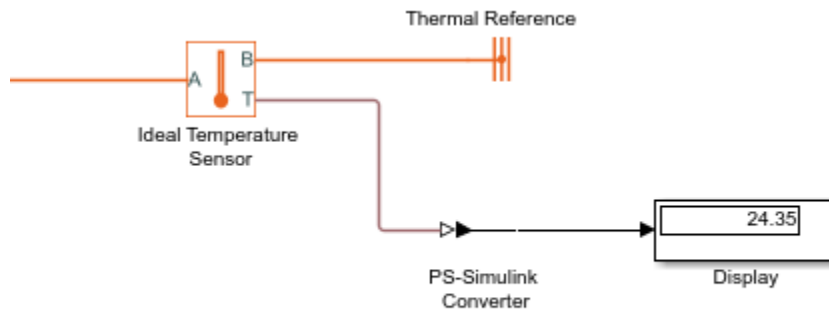 Thermal Reference
A
B
T
Ideal Temperature
Sensor
24.35
PS-Simulink
Converter
Display